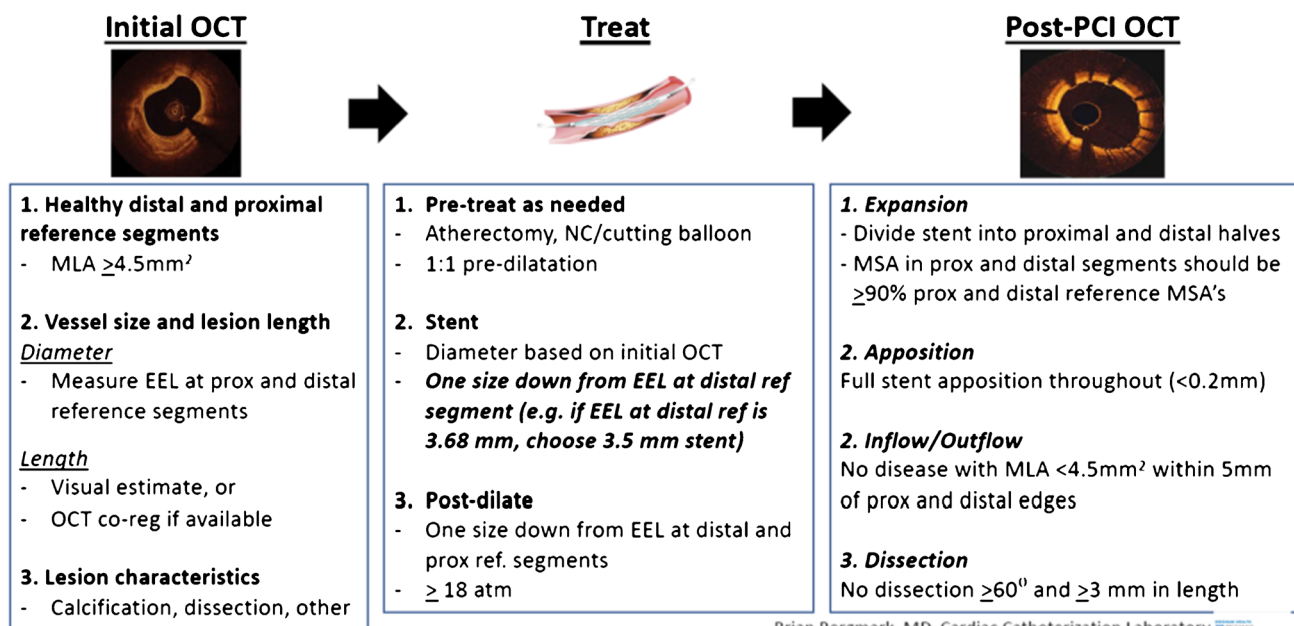 Initial OCT
Treat
Post-PCI OCT
1. Healthy distal and proximal
reference segments
- MLA ≥4.5mm²
2. Vessel size and lesion length
Diameter
- Measure EEL at prox and distal
reference segments
Length
- Visual estimate, or
- OCT co-reg if available
3. Lesion characteristics
- Calcification, dissection, other
1. Pre-treat as needed
- Atherectomy, NC/cutting balloon
- 1:1 pre-dilatation
2. Stent
- Diameter based on initial OCT
- One size down from EEL at distal ref
segment (e.g. if EEL at distal ref is
3.68 mm, choose 3.5 mm stent)
3. Post-dilate
- One size down from EEL at distal and
prox ref. segments
- ≥ 18 atm
1. Expansion
- Divide stent into proximal and distal halves
- MSA in prox and distal segments should be
≥90% prox and distal reference MSA's
2. Apposition
Full stent apposition throughout (<0.2mm)
2. Inflow/Outflow
No disease with MLA <4.5mm² within 5mm
of prox and distal edges
3. Dissection
No dissection ≥60⁰ and ≥3 mm in length
Brian Bergmark, MD, Cardiac Catheterization Laboratory